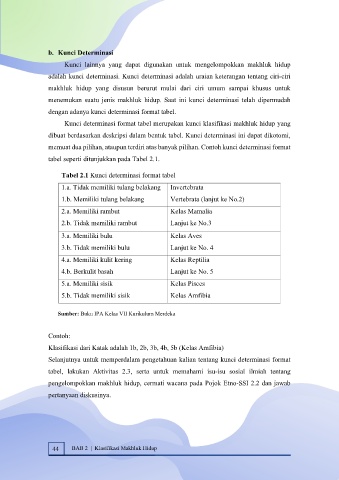 b. Kunci Determinasi
Kunci lainnya yang dapat digunakan untuk mengelompokkan makhluk hidup
adalah kunci determinasi. Kunci determinasi adalah uraian keterangan tentang ciri-ciri
makhluk hidup yang disusun berurut mulai dari ciri umum sampai khusus untuk
menemukan suatu jenis makhluk hidup. Saat ini kunci determinasi telah dipermudah
dengan adanya kunci determinasi format tabel.
Kunci determinasi format tabel merupakan kunci klasifikasi makhluk hidup yang
dibuat berdasarkan deskripsi dalam bentuk tabel. Kunci determinasi ini dapat dikotomi,
memuat dua pilihan, ataupun terdiri atas banyak pilihan. Contoh kunci determinasi format
tabel seperti ditunjukkan pada Tabel 2.1.
Tabel 2.1 Kunci determinasi format tabel
1.a. Tidak memiliki tulang belakang Invertebrata
1.b. Memiliki tulang belakang Vertebrata (lanjut ke No.2)
2.a. Memiliki rambut Kelas Mamalia
2.b. Tidak memiliki rambut Lanjut ke No.3
3.a. Memiliki bulu Kelas Aves
3.b. Tidak memiliki bulu Lanjut ke No. 4
4.a. Memiliki kulit kering Kelas Reptilia
4.b. Berkulit basah Lanjut ke No. 5
5.a. Memiliki sisik Kelas Pisces
5.b. Tidak memiliki sisik Kelas Amfibia
Sumber: Buku IPA Kelas VII Kurikulum Merdeka
Contoh:
Klasifikasi dari Katak adalah 1b, 2b, 3b, 4b, 5b (Kelas Amfibia)
Selanjutnya untuk memperdalam pengetahuan kalian tentang kunci determinasi format
tabel, lakukan Aktivitas 2.3, serta untuk memahami isu-isu sosial ilmiah tentang
pengelompokkan makhluk hidup, cermati wacana pada Pojok Etno-SSI 2.2 dan jawab
pertanyaan diskusinya.
44 BAB 2 | Klasifikasi Makhluk Hidup